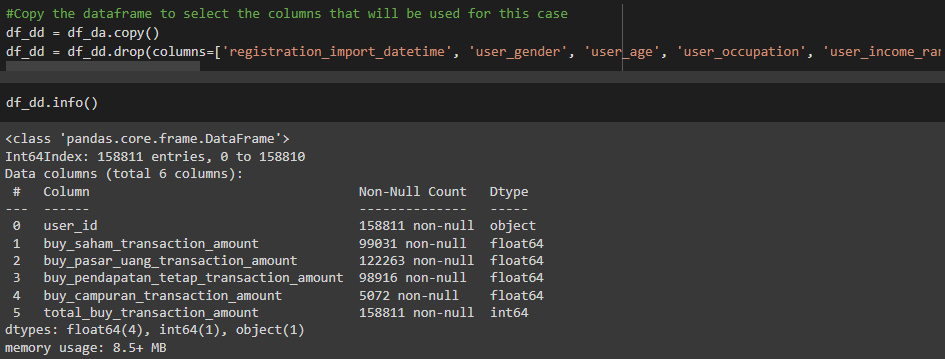 #Copy the dataframe to select the columns that will be used for this case
df_dd = df_da.copy()
df_dd = df_dd.drop(columns=['registration_import_datetime', 'user_gender', 'user_age', 'user_occupation', 'user_income_ran
df_dd.info()
<class 'pandas.core.frame.DataFrame'>
Int64Index: 158811 entries, 0 to 158810
Data columns (total 6 columns):
#   Column                                Non-Null Count   Dtype
---  ------                                --------------   -----
0   user_id                               158811 non-null  object
1   buy_saham_transaction_amount          99031 non-null   float64
2   buy_pasar_uang_transaction_amount     122263 non-null  float64
3   buy_pendapatan_tetap_transaction_amount  98916 non-null   float64
4   buy_campuran_transaction_amount       5072 non-null    float64
5   total_buy_transaction_amount          158811 non-null  int64
dtypes: float64(4), int64(1), object(1)
memory usage: 8.5+ MB